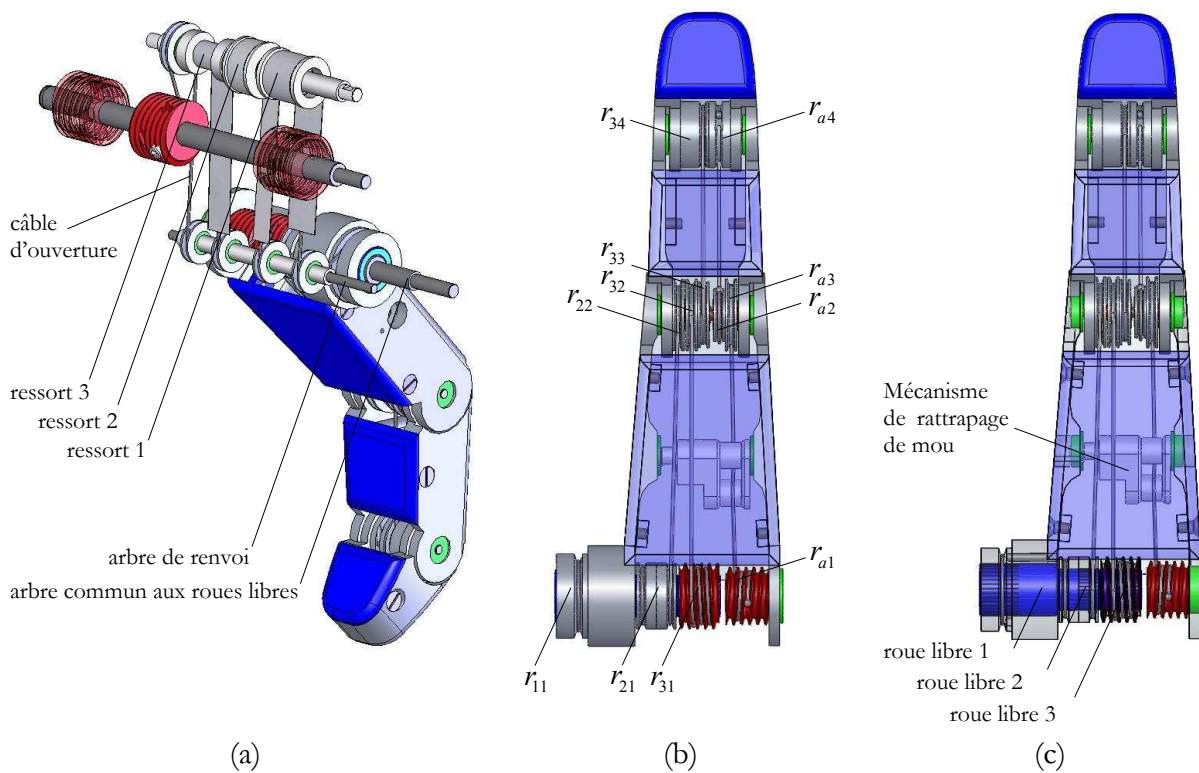 câble
d'ouverture
ressort 3
ressort 2
ressort 1
arbre de renvoi
arbre commun aux roues libres
(a)
r34
ra4
r33
r32
r22
ra3
ra2
ra1
r11
r21
r31
(b)
Mécanisme
de rattrapage
de mou
roue libre 1
roue libre 2
roue libre 3
(c)